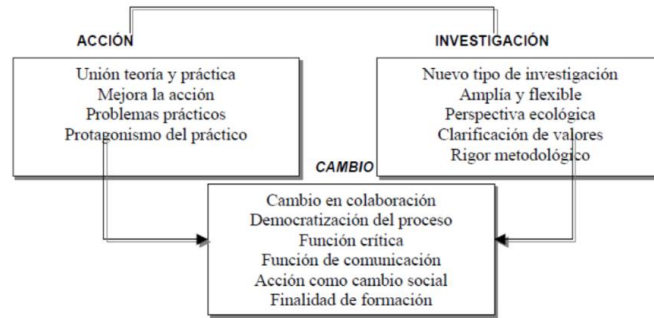 ACCIÓN
Unión teoría y práctica
Mejora la acción
Problemas prácticos
Protagonismo del práctico
INVESTIGACIÓN
Nuevo tipo de investigación
Amplía y flexible
Perspectiva ecológica
Clarificación de valores
Rigor metodológico
CAMBIO
Cambio en colaboración
Democratización del proceso
Función crítica
Función de comunicación
Acción como cambio social
Finalidad de formación